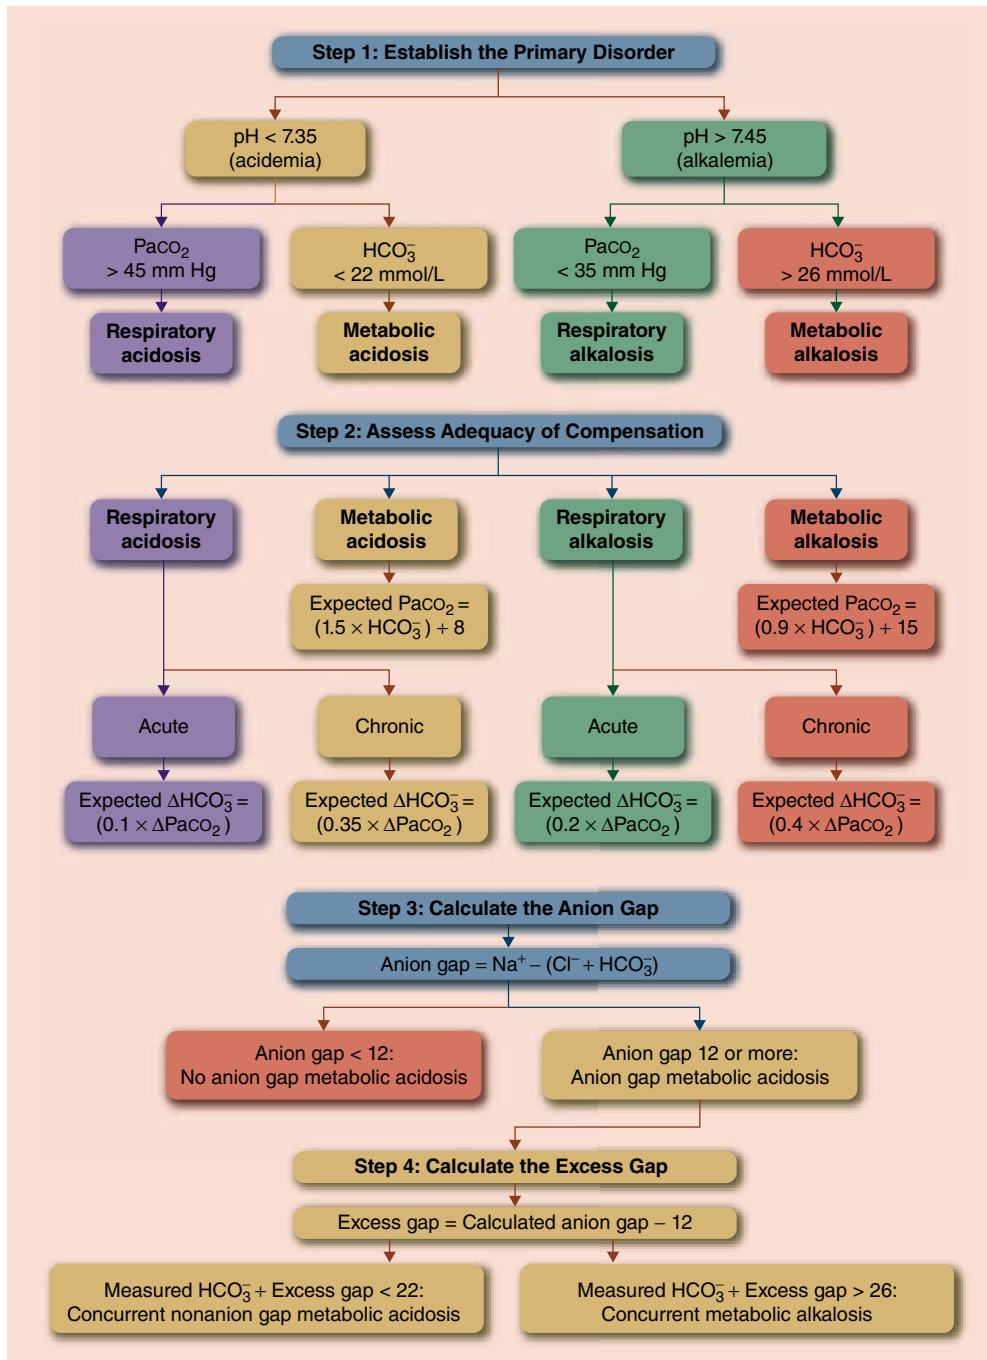 Step 1: Establish the Primary Disorder
pH < 7.35
(acidemia)
pH > 7.45
(alkalemia)
PaCO₂
> 45 mm Hg
HCO₃⁻
< 22 mmol/L
PaCO₂
< 35 mm Hg
HCO₃⁻
> 26 mmol/L
Respiratory
acidosis
Metabolic
acidosis
Respiratory
alkalosis
Metabolic
alkalosis
Step 2: Assess Adequacy of Compensation
Respiratory
acidosis
Metabolic
acidosis
Respiratory
alkalosis
Metabolic
alkalosis
Expected PaCO₂ =
(1.5 × HCO₃⁻) + 8
Expected PaCO₂ =
(0.9 × HCO₃⁻) + 15
Acute
Chronic
Acute
Chronic
Expected ΔHCO₃⁻ =
(0.1 × ΔPaCO₂)
Expected ΔHCO₃⁻ =
(0.35 × ΔPaCO₂)
Expected ΔHCO₃⁻ =
(0.2 × ΔPaCO₂)
Expected ΔHCO₃⁻ =
(0.4 × ΔPaCO₂)
Step 3: Calculate the Anion Gap
Anion gap = Na⁺ – (Cl⁻ + HCO₃⁻)
Anion gap < 12:
No anion gap metabolic acidosis
Anion gap 12 or more:
Anion gap metabolic acidosis
Step 4: Calculate the Excess Gap
Excess gap = Calculated anion gap – 12
Measured HCO₃⁻ + Excess gap < 22:
Concurrent nonanion gap metabolic acidosis
Measured HCO₃⁻ + Excess gap > 26:
Concurrent metabolic alkalosis